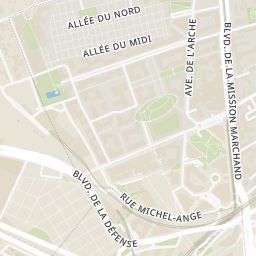 ALLÉE DU NORD
ALLÉE DU MIDI
AVE. DE L'ARCHE
BLVD. DE LA MISSION MARCHAND
RUE MICHEL-ANGE
BLVD. DE LA DÉFENSE